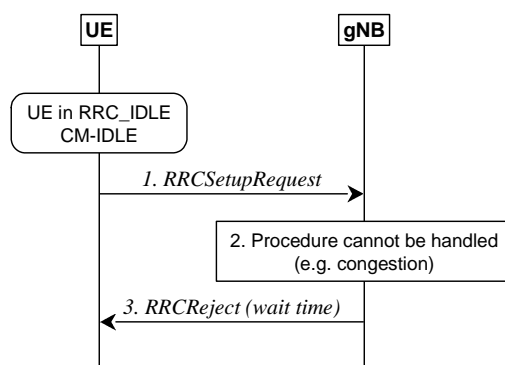 UE
gNB
UE in RRC_IDLE
CM-IDLE
1. RRCSetupRequest
2. Procedure cannot be handled
(e.g. congestion)
3. RRCReject (wait time)